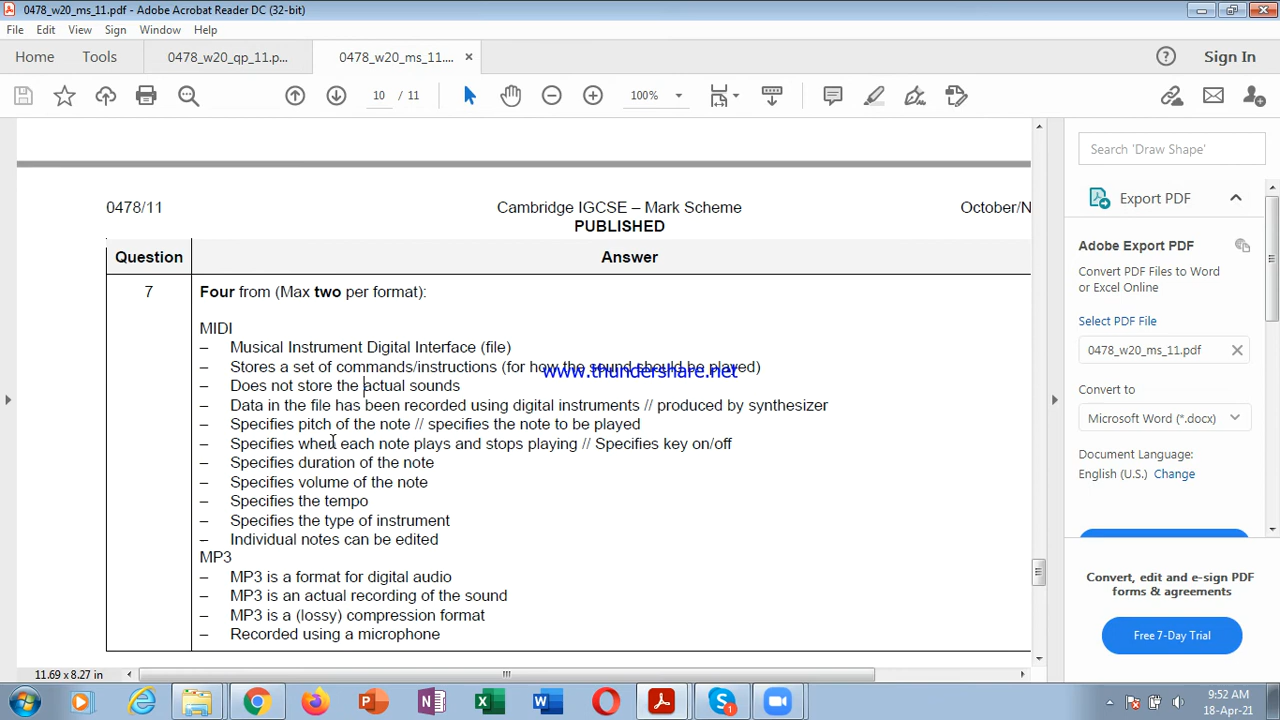 0478_w20_ms_11.pdf - Adobe Acrobat Reader DC (32-bit)
File Edit View Sign Window Help
Home Tools 0478_w20_qp_11.p... 0478_w20_ms_11.... × Sign In
10 / 11 100%
Search 'Draw Shape'
Export PDF
Adobe Export PDF
Convert PDF Files to Word
or Excel Online
Select PDF File
0478_w20_ms_11.pdf
Convert to
Microsoft Word (*.docx)
Document Language:
English (U.S.) Change
Convert, edit and e-sign PDF
forms & agreements
Free 7-Day Trial
0478/11 Cambridge IGCSE – Mark Scheme October/N
PUBLISHED
Question Answer
7 Four from (Max two per format):
MIDI
– Musical Instrument Digital Interface (file)
– Stores a set of commands/instructions (for how the sound should be played)
www.thundershare.net
– Does not store the actual sounds
– Data in the file has been recorded using digital instruments // produced by synthesizer
– Specifies pitch of the note // specifies the note to be played
– Specifies when each note plays and stops playing // Specifies key on/off
– Specifies duration of the note
– Specifies volume of the note
– Specifies the tempo
– Specifies the type of instrument
– Individual notes can be edited
MP3
– MP3 is a format for digital audio
– MP3 is an actual recording of the sound
– MP3 is a (lossy) compression format
– Recorded using a microphone
11.69 x 8.27 in
9:52 AM
18-Apr-21